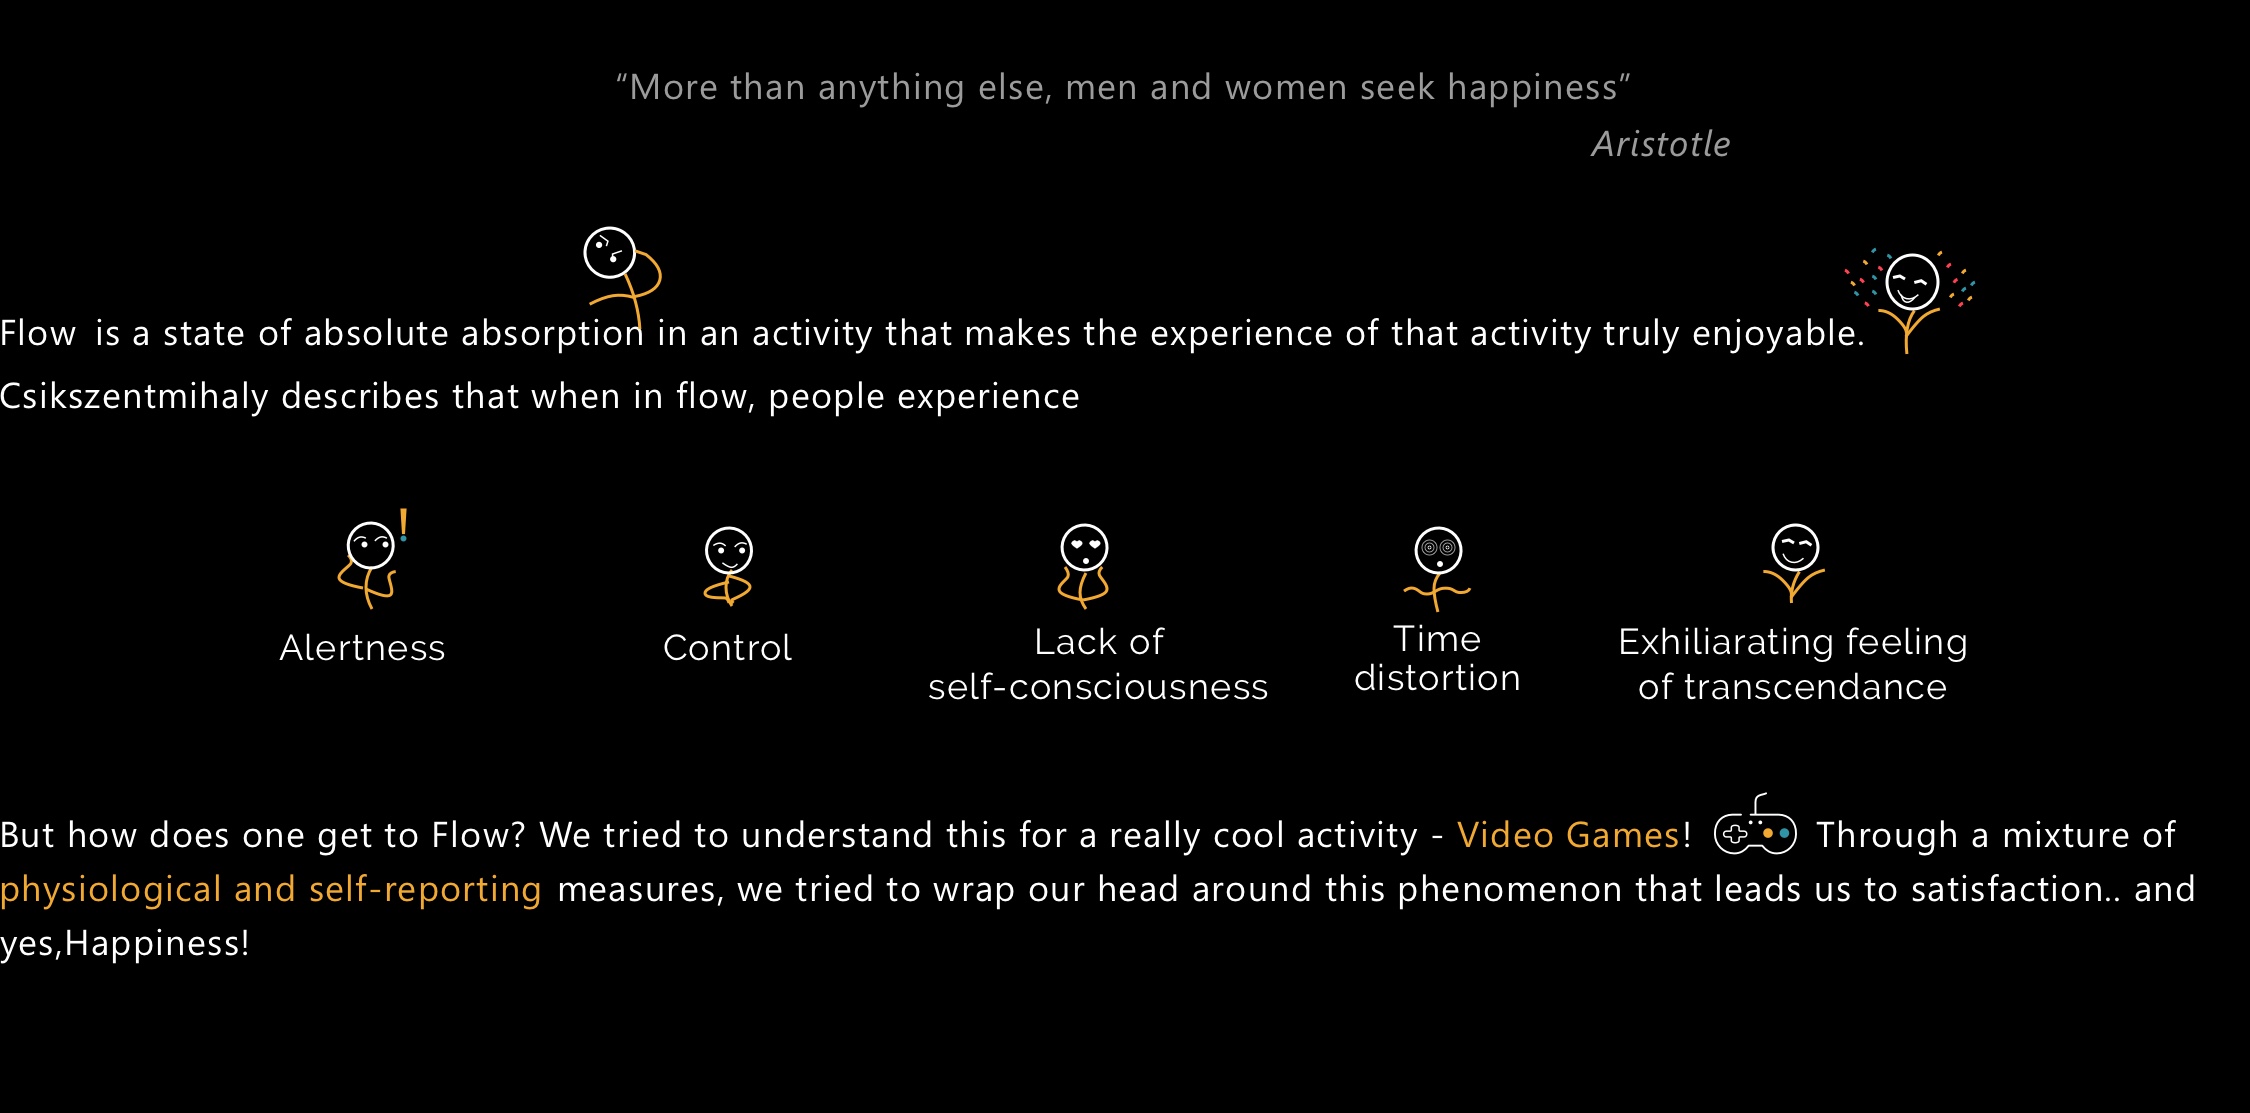 “More than anything else, men and women seek happiness”
Aristotle
Flow is a state of absolute absorption in an activity that makes the experience of that activity truly enjoyable.
Csikszentmihaly describes that when in flow, people experience
!
Alertness
Control
Lack of
self-consciousness
Time
distortion
Exhiliarating feeling
of transcendance
But how does one get to Flow? We tried to understand this for a really cool activity - Video Games! Through a mixture of
physiological and self-reporting measures, we tried to wrap our head around this phenomenon that leads us to satisfaction.. and
yes,Happiness!